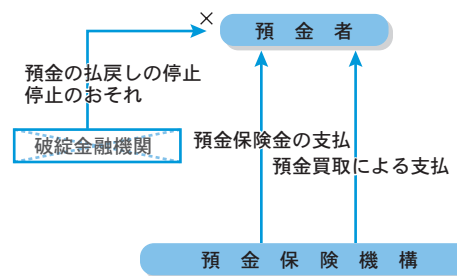 ×
預金者
預金の払戻しの停止
停止のおそれ
破綻金融機関
預金保険金の支払
預金買取による支払
預金保険機構